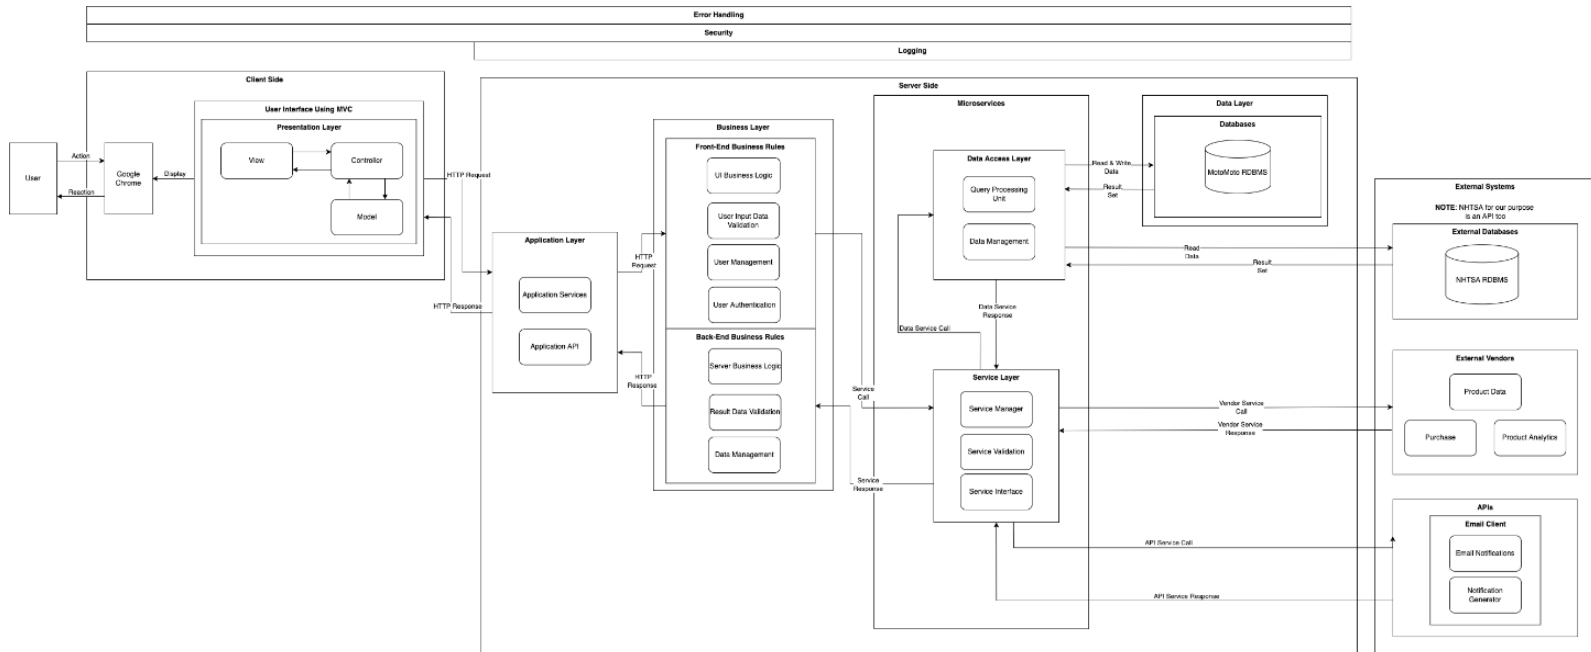 Error Handling
Security
Logging
Client Side
User Interface Using MVC
Presentation Layer
View
Controller
Model
User
Action
Reaction
Google
Chrome
Display
HTTP Request
HTTP Response
Server Side
Application Layer
Application Services
Application API
HTTP
Request
HTTP
Response
Business Layer
Front-End Business Rules
UI Business Logic
User Input Data
Validation
User Management
User Authentication
Back-End Business Rules
Server Business Logic
Result Data Validation
Data Management
Service
Call
Service
Response
Microservices
Data Access Layer
Query Processing
Unit
Data Management
Data Service
Response
Data Service Call
Service Layer
Service Manager
Service Validation
Service Interface
Read & Write
Data
Result
Set
Data Layer
Databases
MotoMoto RDBMS
Read
Data
Result
Set
Vendor Service
Call
Vendor Service
Response
API Service Call
API Service Response
External Systems
NOTE: NHTSA for our purpose
is an API too
External Databases
NHTSA RDBMS
External Vendors
Product Data
Purchase
Product Analytics
APIs
Email Client
Email Notifications
Notification
Generator